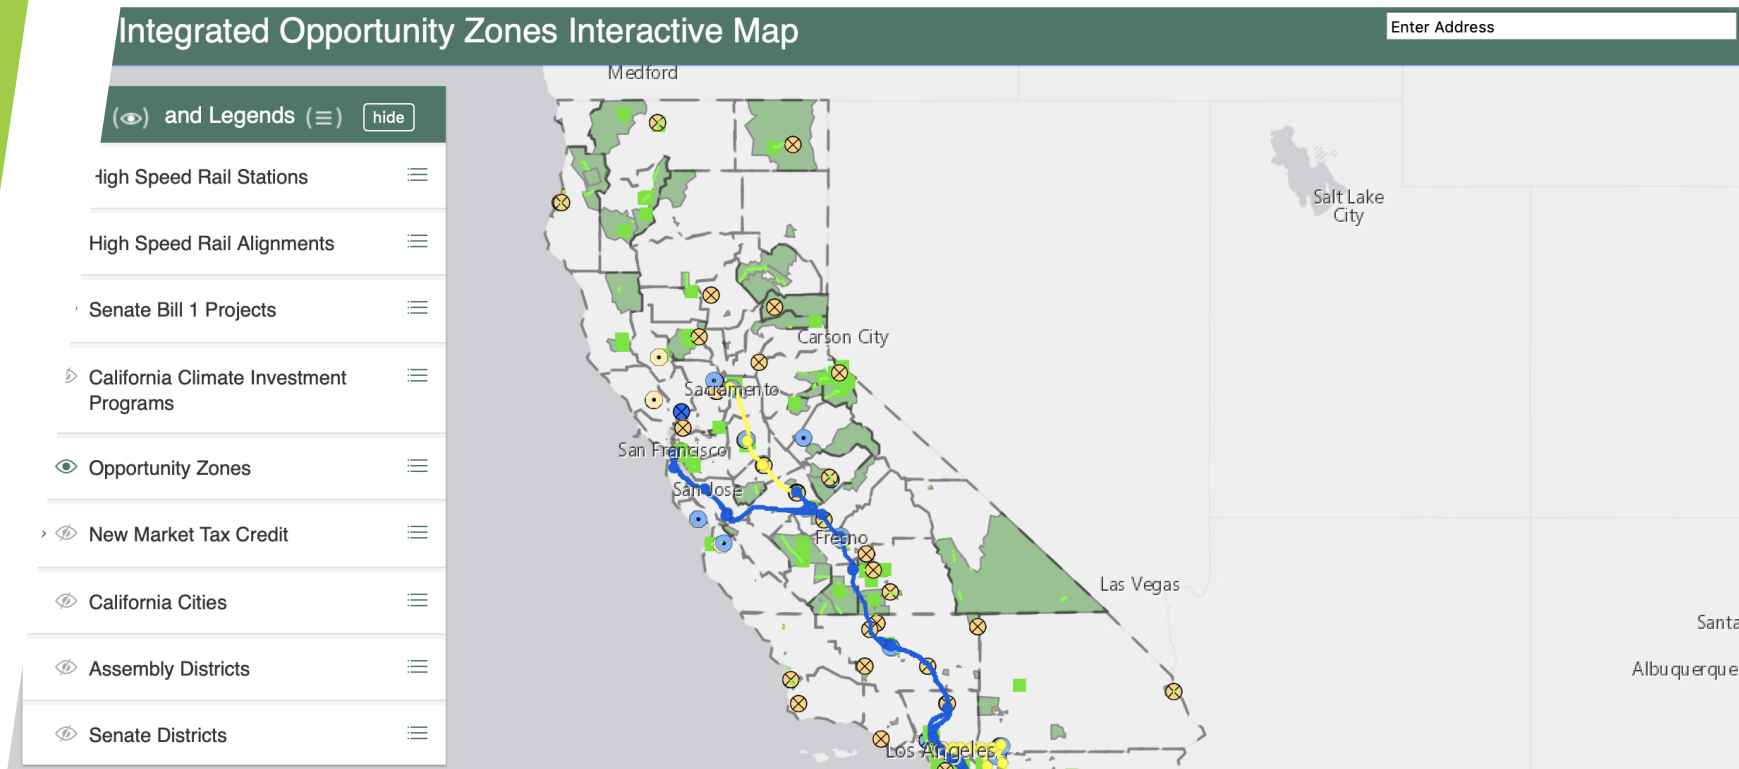 Integrated Opportunity Zones Interactive Map
Enter Address
and Legends
hide
High Speed Rail Stations
High Speed Rail Alignments
Senate Bill 1 Projects
California Climate Investment
Programs
Opportunity Zones
New Market Tax Credit
California Cities
Assembly Districts
Senate Districts
Medford
Salt Lake
City
Carson City
Sacramento
San Francisco
San Jose
Fresno
Las Vegas
Santa
Albuquerque
Los Angeles